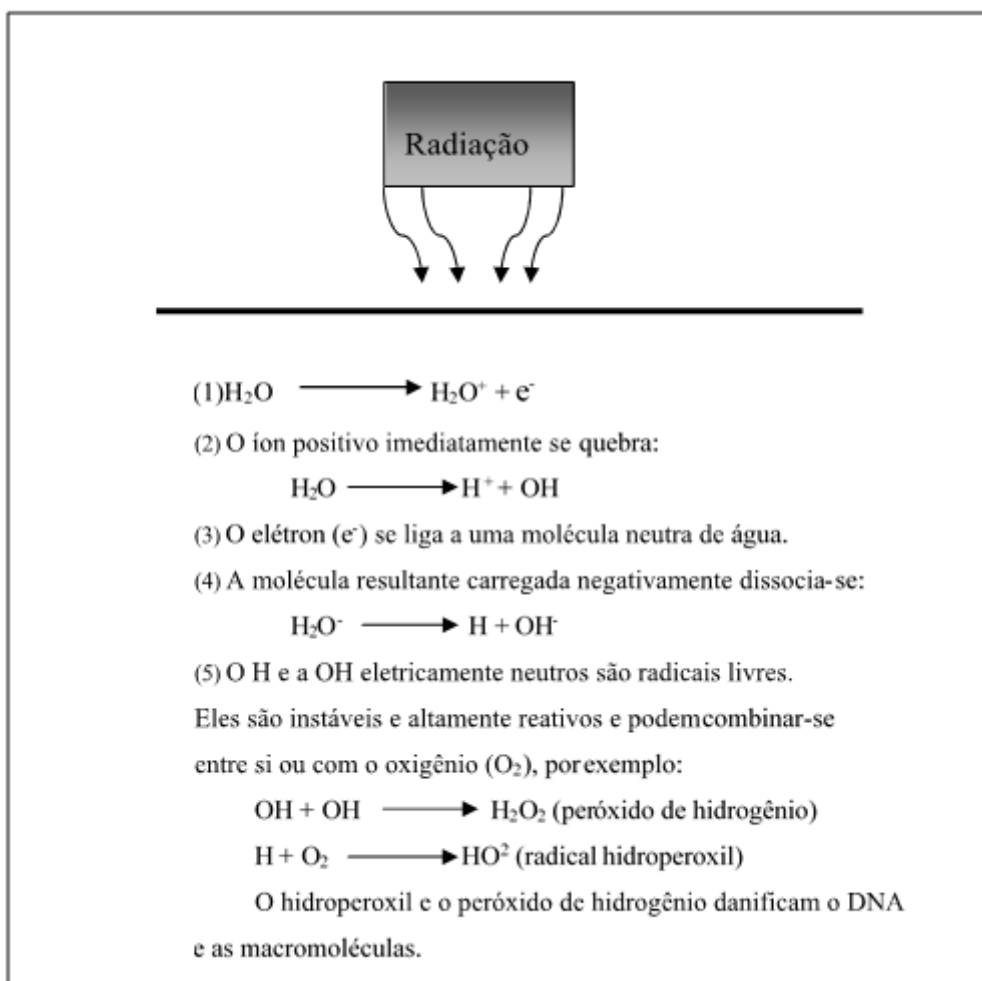 Radiação
(1)H₂O ⟶ H₂O⁺ + e⁻
(2) O íon positivo imediatamente se quebra:
H₂O ⟶ H⁺ + OH
(3) O elétron (e⁻) se liga a uma molécula neutra de água.
(4) A molécula resultante carregada negativamente dissocia-se:
H₂O⁻ ⟶ H + OH⁻
(5) O H e a OH eletricamente neutros são radicais livres.
Eles são instáveis e altamente reativos e podemcombinar-se
entre si ou com o oxigênio (O₂), porexemplo:
OH + OH ⟶ H₂O₂ (peróxido de hidrogênio)
H + O₂ ⟶ HO² (radical hidroperoxil)
O hidroperoxil e o peróxido de hidrogênio danificam o DNA
e as macromoléculas.